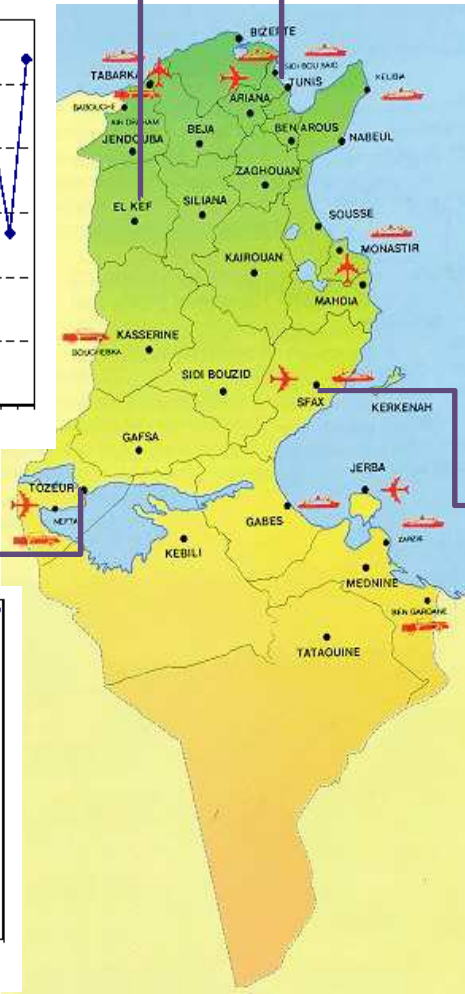 BIZERTE
SIDI BOU SAID
TABARKA
TUNIS
KELIBIA
ARIANA
BABOUCHE
AIN DRAHAM
BEJA
BEN AROUS
JENDOUBA
NABEUL
ZAGHOUAN
EL KEF
SILIANA
SOUSSE
MONASTIR
KAIROUAN
MAHDIA
KASSERINE
BOUCHEBKA
SIDI BOUZID
SFAX
KERKENAH
GAFSA
JERBA
TOZEUR
NEFTA
GABES
ZARZIS
KEBILI
MEDNINE
BEN GARDANE
TATAOUINE